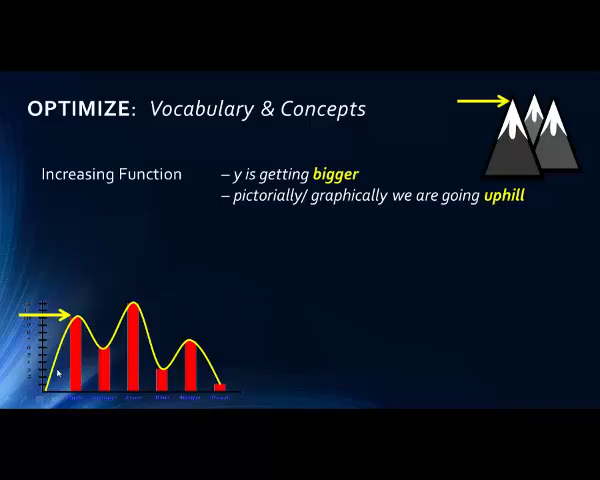 OPTIMIZE: Vocabulary & Concepts
Increasing Function – y is getting bigger
– pictorially/ graphically we are going uphill